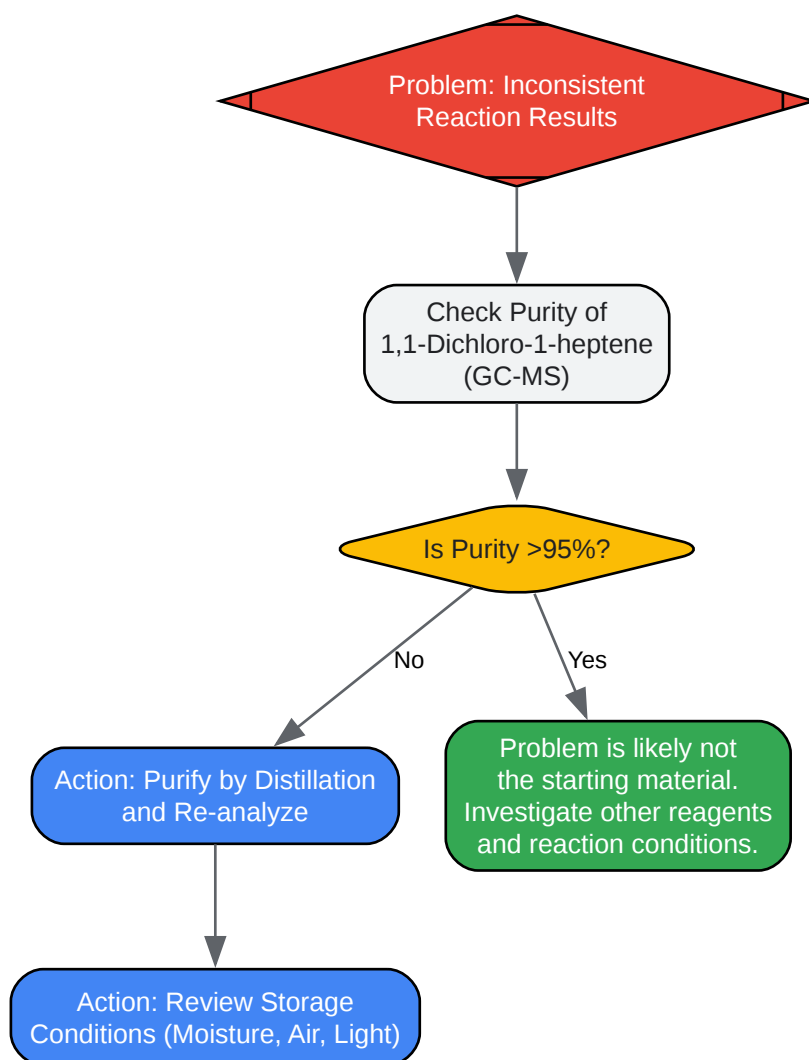 Problem: Inconsistent
Reaction Results
Check Purity of
1,1-Dichloro-1-heptene
(GC-MS)
Is Purity >95%?
No
Yes
Action: Purify by Distillation
and Re-analyze
Problem is likely not
the starting material.
Investigate other reagents
and reaction conditions.
Action: Review Storage
Conditions (Moisture, Air, Light)